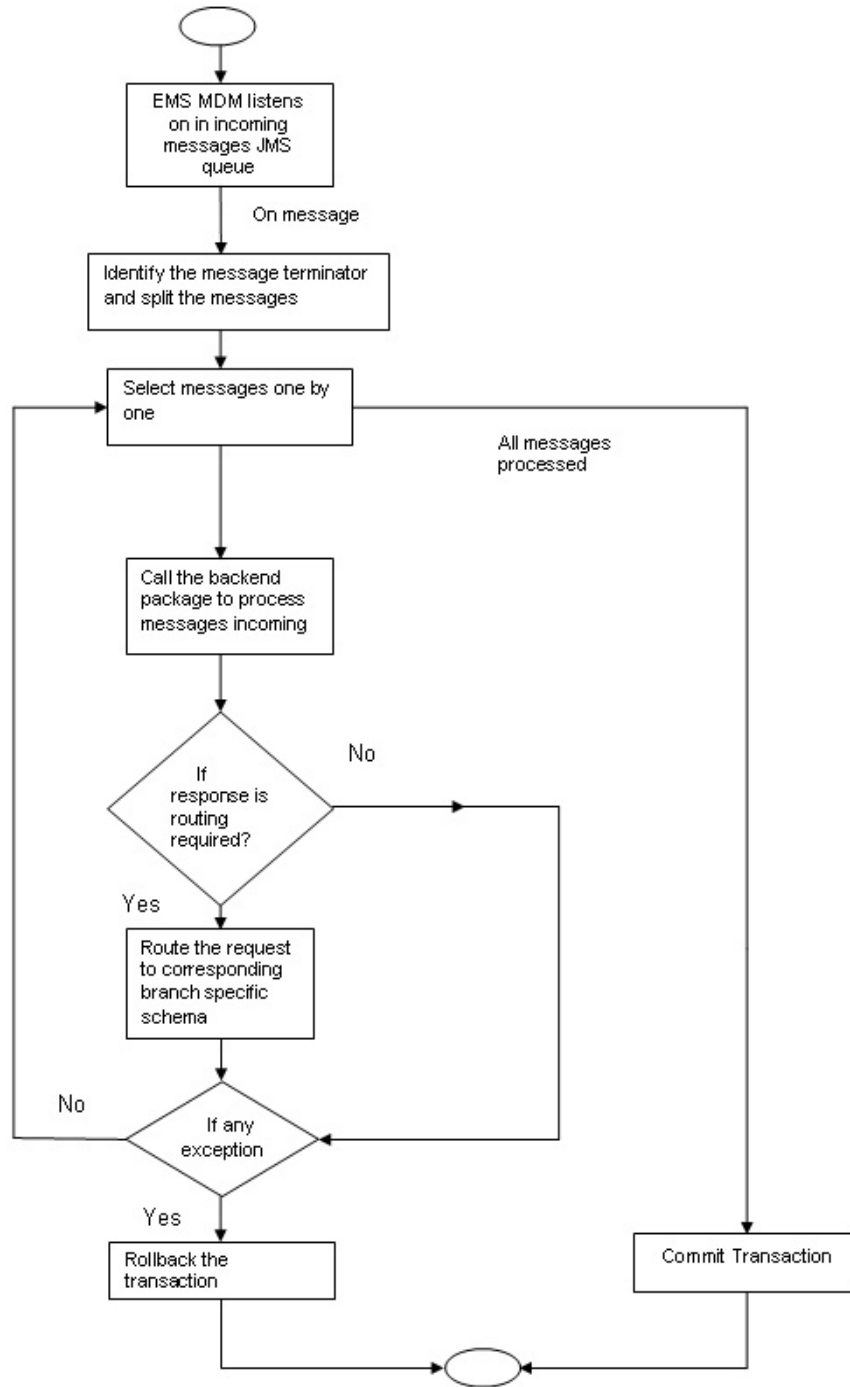 EMS MDM listens
on in incoming
messages JMS
queue
On message
Identify the message terminator
and split the messages
Select messages one by
one
All messages
processed
Call the backend
package to process
messages incoming
If
response is
routing
required?
No
Yes
Route the request
to corresponding
branch specific
schema
No
If any
exception
Yes
Rollback the
transaction
Commit Transaction